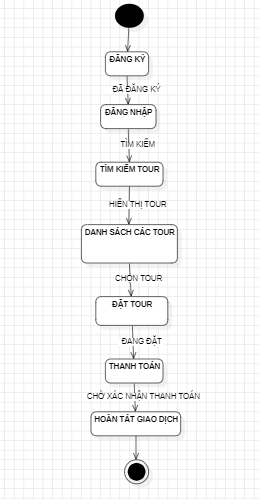 ĐĂNG KÝ
ĐÃ ĐĂNG KÝ
ĐĂNG NHẬP
TÌM KIẾM
TÌM KIẾM TOUR
HIỂN THỊ TOUR
DANH SÁCH CÁC TOUR
CHỌN TOUR
ĐẶT TOUR
ĐANG ĐẶT
THANH TOÁN
CHỜ XÁC NHẬN THANH TOÁN
HOÀN TẤT GIAO DỊCH